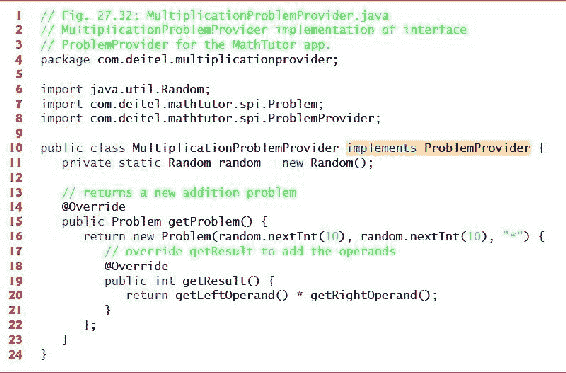 1 // Fig. 27.32: MultiplicationProblemProvider.java
2 // MultiplicationProblemProvider implementation of interface
3 // ProblemProvider for the MathTutor app.
4 package com.deitel.multiplicationprovider;
5
6 import java.util.Random;
7 import com.deitel.mathtutor.spi.Problem;
8 import com.deitel.mathtutor.spi.ProblemProvider;
9
10 public class MultiplicationProblemProvider implements ProblemProvider {
11 private static Random random = new Random();
12
13 // returns a new addition problem
14 @Override
15 public Problem getProblem() {
16 return new Problem(random.nextInt(10), random.nextInt(10), "*") {
17 // override getResult to add the operands
18 @Override
19 public int getResult() {
20 return getLeftOperand() * getRightOperand();
21 }
22 };
23 }
24 }